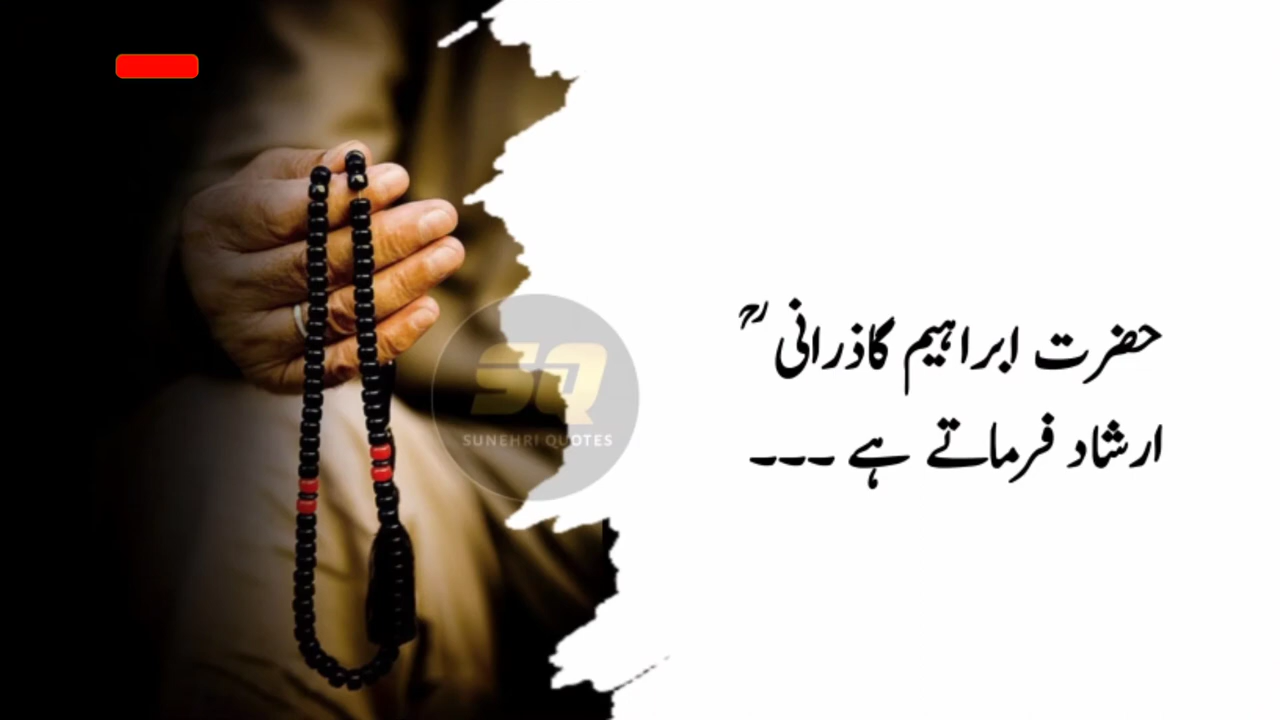 حضرت ابراہیم گاذرانی ؒ
ارشاد فرماتے ہے ۔۔۔
SQ
SUNEHRI QUOTES